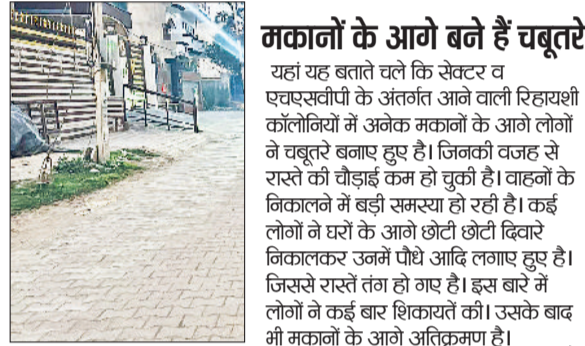 मकानों के आगे बने हैं चबूतरे
यहां यह बताते चले कि सेक्टर व
एचएसवीपी के अंतर्गत आने वाली रिहायशी
कॉलोनियों में अनेक मकानों के आगे लोगों
ने चबूतरे बनाए हुए है। जिनकी वजह से
रास्ते की चौड़ाई कम हो चुकी है। वाहनों के
निकालने में बड़ी समस्या हो रही है। कई
लोगों ने घरों के आगे छोटी छोटी दिवारे
निकालकर उनमें पौधे आदि लगाए हुए है।
जिससे रास्तें तंग हो गए है। इस बारे में
लोगों ने कई बार शिकायतें की। उसके बाद
भी मकानों के आगे अतिक्रमण है।